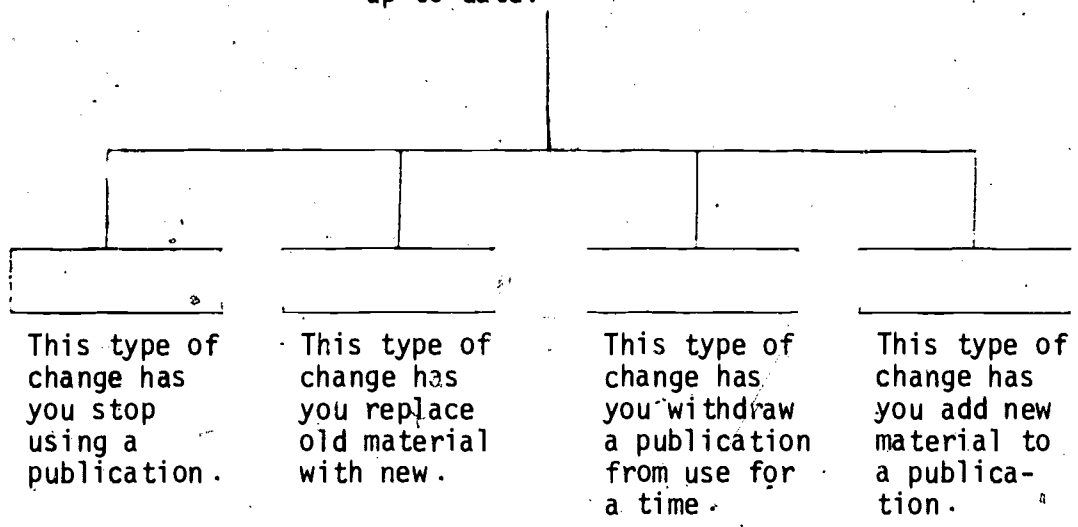 up to date.
This type of
change has
you stop
using a
publication.
This type of
change has
you replace
old material
with new.
This type of
change has
you withdraw
a publication
from use for
a time.
This type of
change has
you add new
material to
a publica-
tion.